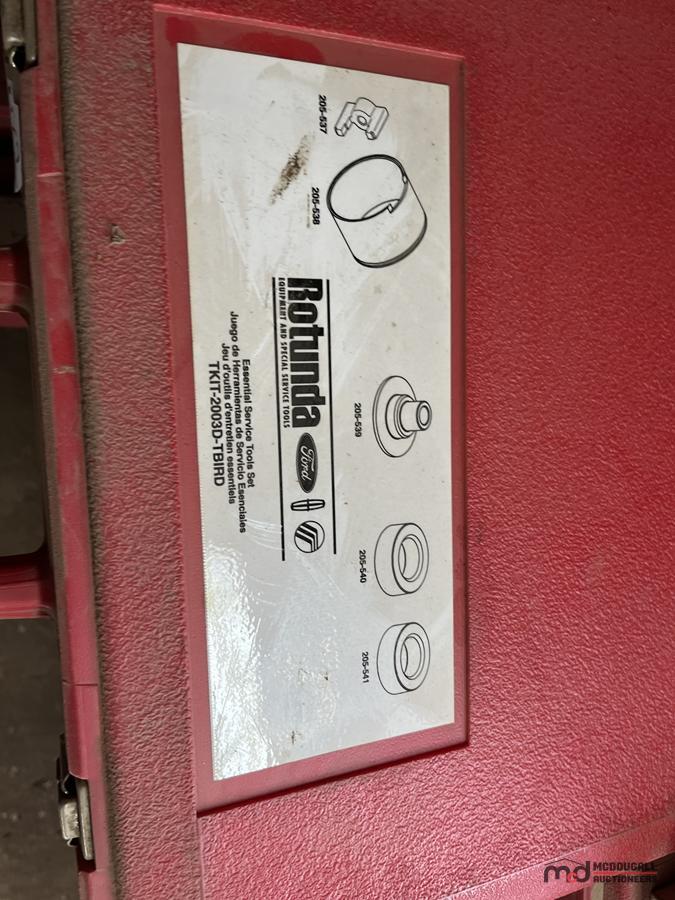 205-537
205-538
205-539
205-540
205-541
Rotunda
EQUIPMENT AND SPECIAL SERVICE TOOLS
Ford
Essential Service Tools Set
Juego de Herramientas de Servicio Esenciales
Jeu d'outils d'entretien essentiels
TKIT-2003D-TBIRD
md MCDOUGALL
AUCTIONEERS